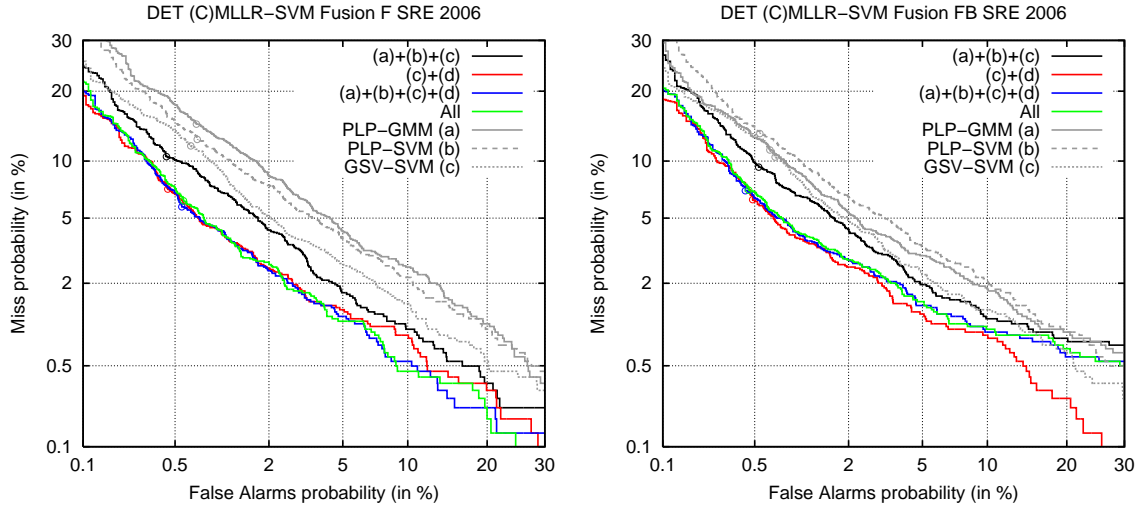 DET (C)MLLR−SVM Fusion F SRE 2006
30
20
10
5
2
0.5
0.1
Miss probability (in %)
(a)+(b)+(c)
(c)+(d)
(a)+(b)+(c)+(d)
All
PLP−GMM (a)
PLP−SVM (b)
GSV−SVM (c)
0.1 0.5 2 5 10 20 30
False Alarms probability (in %)
DET (C)MLLR−SVM Fusion FB SRE 2006
30
20
10
5
2
0.5
0.1
Miss probability (in %)
(a)+(b)+(c)
(c)+(d)
(a)+(b)+(c)+(d)
All
PLP−GMM (a)
PLP−SVM (b)
GSV−SVM (c)
0.1 0.5 2 5 10 20 30
False Alarms probability (in %)